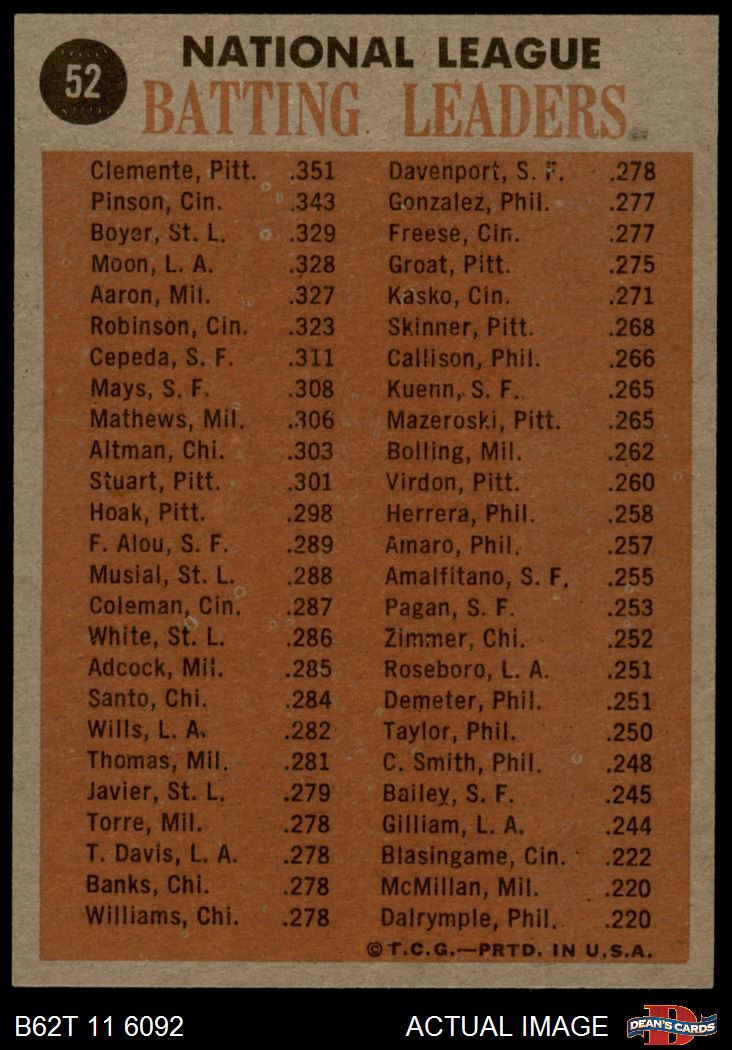 52
NATIONAL LEAGUE
BATTING LEADERS
Clemente, Pitt. .351
Pinson, Cin. .343
Boyer, St. L. .329
Moon, L. A. .328
Aaron, Mil. .327
Robinson, Cin. .323
Cepeda, S. F. .311
Mays, S. F. .308
Mathews, Mil. .306
Altman, Chi. .303
Stuart, Pitt. .301
Hoak, Pitt. .298
F. Alou, S. F. .289
Musial, St. L. .288
Coleman, Cin. .287
White, St. L. .286
Adcock, Mil. .285
Santo, Chi. .284
Wills, L. A. .282
Thomas, Mil. .281
Javier, St. L. .279
Torre, Mil. .278
T. Davis, L. A. .278
Banks, Chi. .278
Williams, Chi. .278
Davenport, S. F. .278
Gonzalez, Phil. .277
Freese, Cin. .277
Groat, Pitt. .275
Kasko, Cin. .271
Skinner, Pitt. .268
Callison, Phil. .266
Kuenn, S. F. .265
Mazeroski, Pitt. .265
Bolling, Mil. .262
Virdon, Pitt. .260
Herrera, Phil. .258
Amaro, Phil. .257
Amalfitano, S. F. .255
Pagan, S. F. .253
Zimmer, Chi. .252
Roseboro, L. A. .251
Demeter, Phil. .251
Taylor, Phil. .250
C. Smith, Phil. .248
Bailey, S. F. .245
Gilliam, L. A. .244
Blasingame, Cin. .222
McMillan, Mil. .220
Dalrymple, Phil. .220
©T.C.G.—PRTD. IN U.S.A.
B62T 11 6092
ACTUAL IMAGE
DEAN'S CARDS